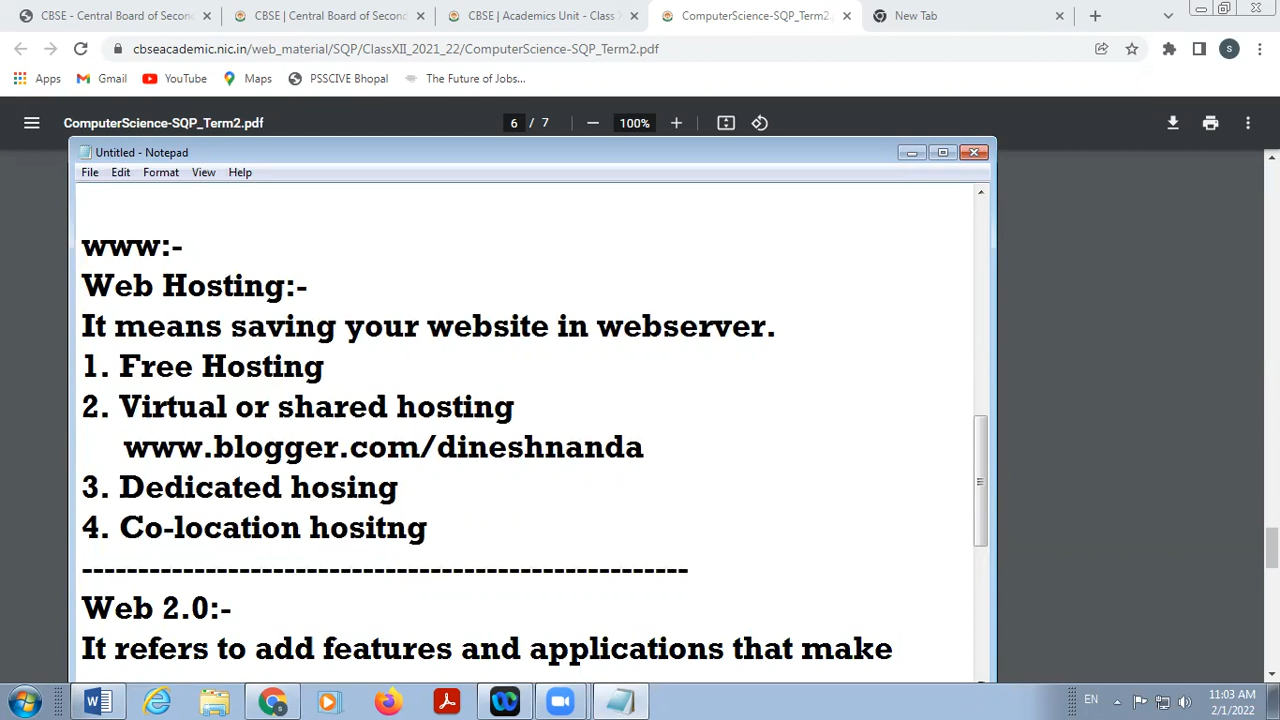 CBSE - Central Board of Second
CBSE | Central Board of Second
CBSE | Academics Unit - Class X
ComputerScience-SQP_Term2.
New Tab
cbseacademic.nic.in/web_material/SQP/ClassXII_2021_22/ComputerScience-SQP_Term2.pdf
S
Apps Gmail YouTube Maps PSSCIVE Bhopal The Future of Jobs...
ComputerScience-SQP_Term2.pdf 6 / 7 100%
Untitled - Notepad
File Edit Format View Help
www:-
Web Hosting:-
It means saving your website in webserver.
1. Free Hosting
2. Virtual or shared hosting
www.blogger.com/dineshnanda
3. Dedicated hosing
4. Co-location hositng
------------------------------------------------------
Web 2.0:-
It refers to add features and applications that make
EN
11:03 AM
2/1/2022